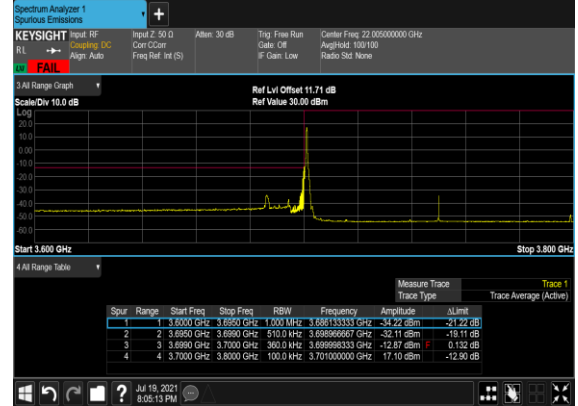 Spectrum Analyzer 1
Spurious Emissions
+
KEYSIGHT Input: RF Input Z: 50 Ω Atten: 30 dB Trig: Free Run Center Freq: 22.005000000 GHz
RL Coupling: DC Corr CCorr Gate: Off Avg|Hold: 100/100
Align: Auto Freq Ref: Int (S) IF Gain: Low Radio Std: None
LW FAIL
3 All Range Graph Ref Lvl Offset 11.71 dB
Scale/Div 10.0 dB Ref Value 30.00 dBm
Log
20.0
10.0
0.00
-10.0
-20.0
-30.0
-40.0
-50.0
-60.0
Start 3.600 GHz Stop 3.800 GHz
4 All Range Table
Measure Trace Trace 1
Trace Type Trace Average (Active)
Spur Range Start Freq Stop Freq RBW Frequency Amplitude ΔLimit
1 1 3.6000 GHz 3.6950 GHz 1.000 MHz 3.686133333 GHz -34.22 dBm -21.22 dB
2 2 3.6950 GHz 3.6990 GHz 510.0 kHz 3.698966667 GHz -32.11 dBm -19.11 dB
3 3 3.6990 GHz 3.7000 GHz 360.0 kHz 3.699998333 GHz -12.87 dBm F 0.132 dB
4 4 3.7000 GHz 3.8000 GHz 100.0 kHz 3.701000000 GHz 17.10 dBm -12.90 dB
? Jul 19, 2021
8:05:13 PM